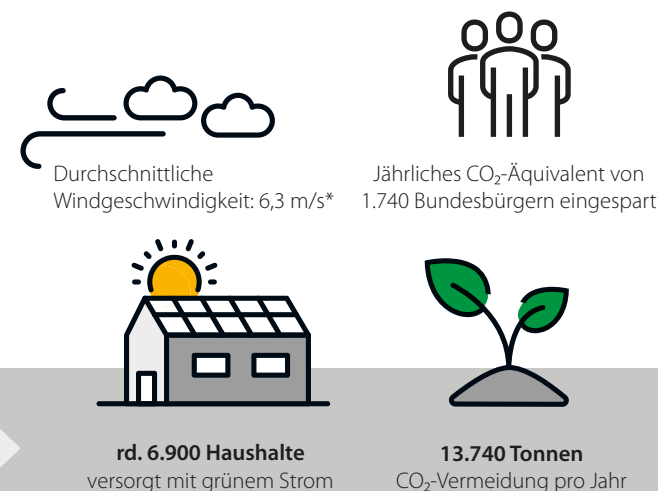 Durchschnittliche
Windgeschwindigkeit: 6,3 m/s*
Jährliches CO₂-Äquivalent von
1.740 Bundesbürgern eingespart
rd. 6.900 Haushalte
versorgt mit grünem Strom
13.740 Tonnen
CO₂-Vermeidung pro Jahr